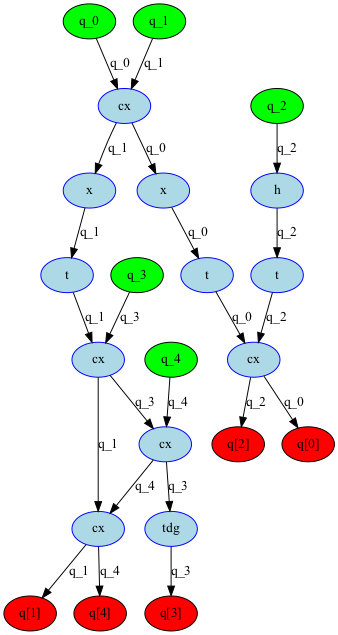 q_0 q_1
q_0 q_1
cx q_2
q_1 q_0 q_2
x x h
q_1 q_0 q_2
t q_3 t t
q_1 q_3 q_0 q_2
cx q_4 cx
q_3 q_4 q_2 q_0
q_1 cx q[2] q[0]
q_4 q_3
cx tdg
q_1 q_4 q_3
q[1] q[4] q[3]